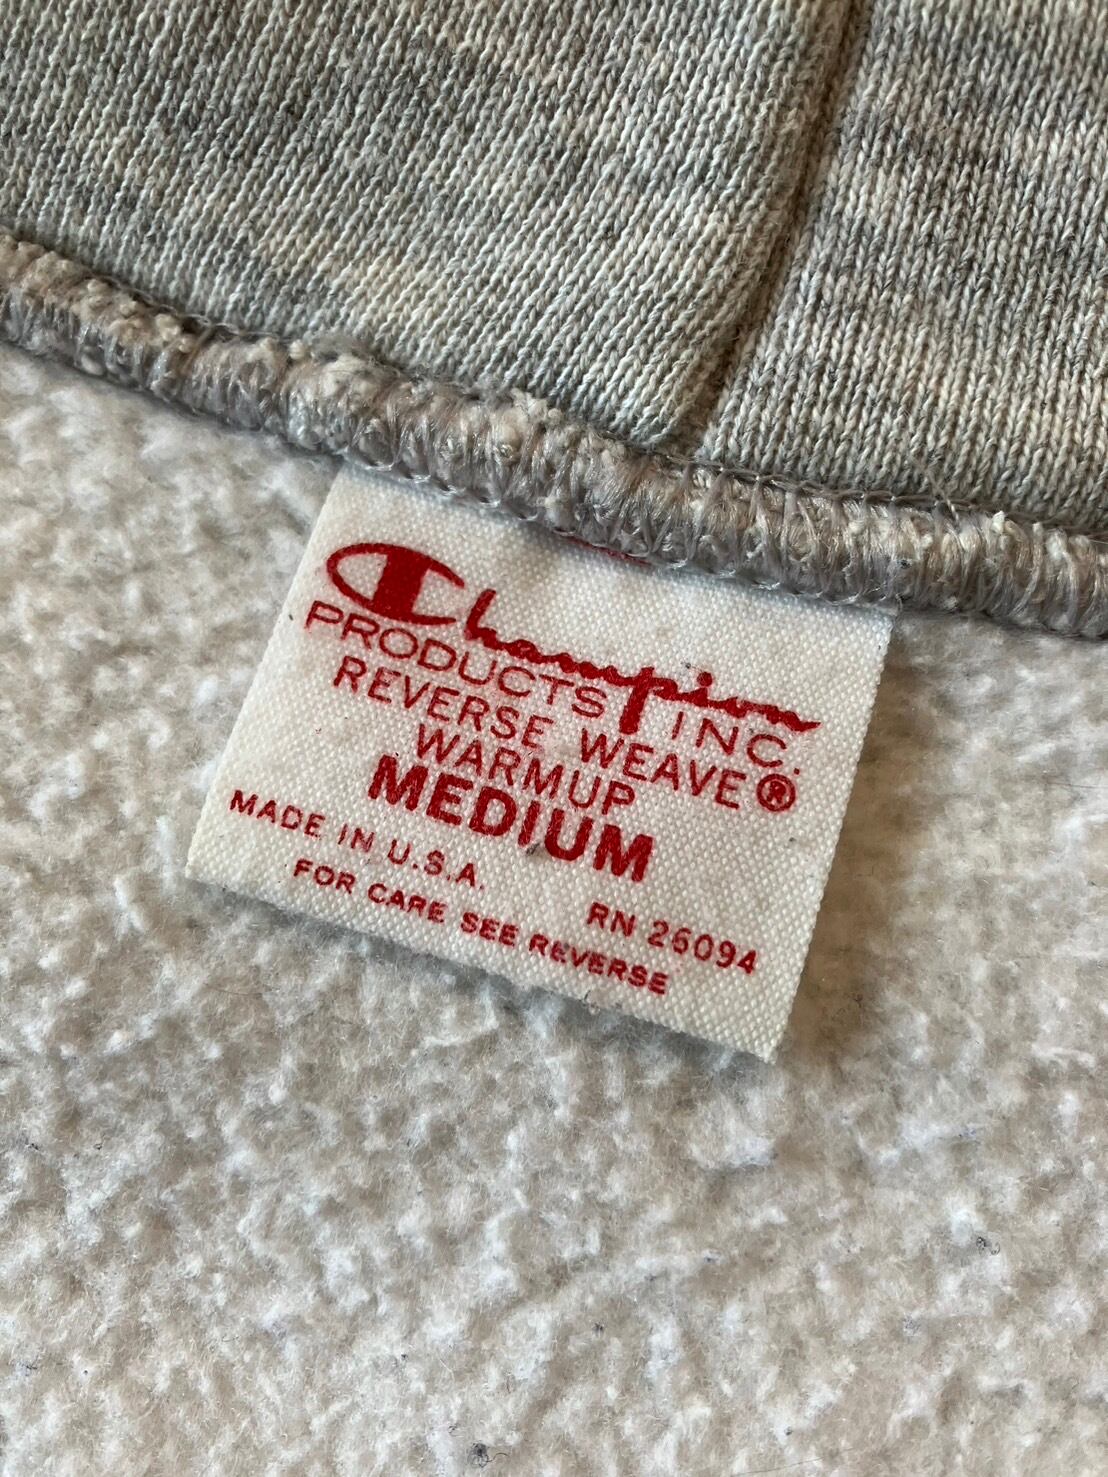 Champion
PRODUCTS INC.
REVERSE WEAVE®
WARMUP
MEDIUM
MADE IN U.S.A.
RN 26094
FOR CARE SEE REVERSE